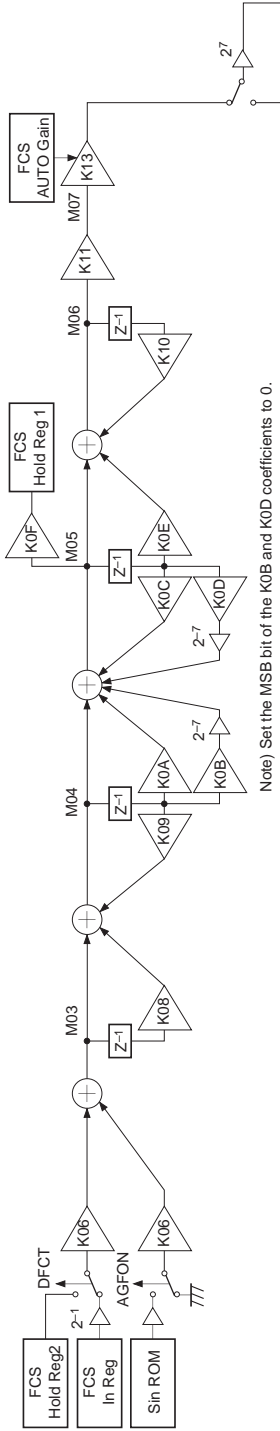 FCS
Hold Reg2
FCS
In Reg
Sin ROM
2–1
DFCT
AGFON
K06
K06
M03
Z–1
K08
M04
Z–1
K09
K0A
K0B
2–7
M05
K0F
FCS
Hold Reg 1
Z–1
K0C
K0E
K0D
2–7
M06
Z–1
K10
K11
M07
FCS
AUTO Gain
K13
27
Note) Set the MSB bit of the K0B and K0D coefficients to 0.